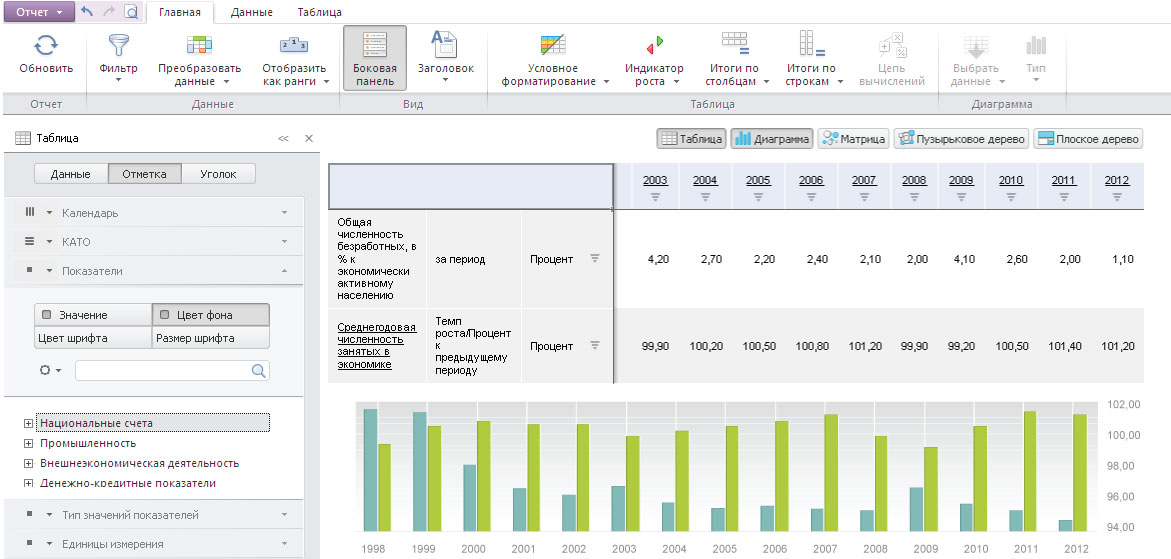 Отчет
Главная
Данные
Таблица
Обновить
Фильтр
Преобразовать
данные
Отобразить
как ранги
Боковая
панель
Заголовок
Условное
форматирование
Индикатор
роста
Итоги по
столбцам
Итоги по
строкам
Цепь
вычислений
Выбрать
данные
Тип
Отчет
Данные
Вид
Таблица
Диаграмма
Таблица
Данные
Отметка
Уголок
Календарь
КАТО
Показатели
Значение
Цвет фона
Цвет шрифта
Размер шрифта
Национальные счета
Промышленность
Внешнеэкономическая деятельность
Денежно-кредитные показатели
Тип значений показателей
Единицы измерения
Таблица
Диаграмма
Матрица
Пузырьковое дерево
Плоское дерево
2003 2004 2005 2006 2007 2008 2009 2010 2011 2012
Общая
численность
безработных, в
% к
экономически
активному
населению
за период
Процент
4,20 2,70 2,20 2,40 2,10 2,00 4,10 2,60 2,00 1,10
Среднегодовая
численность
занятых в
экономике
Темп
роста/Процент
к
предыдущему
периоду
Процент
99,90 100,20 100,50 100,80 101,20 99,90 99,20 100,50 101,40 101,20
102,00
100,00
98,00
96,00
94,00
1998 1999 2000 2001 2002 2003 2004 2005 2006 2007 2008 2009 2010 2011 2012